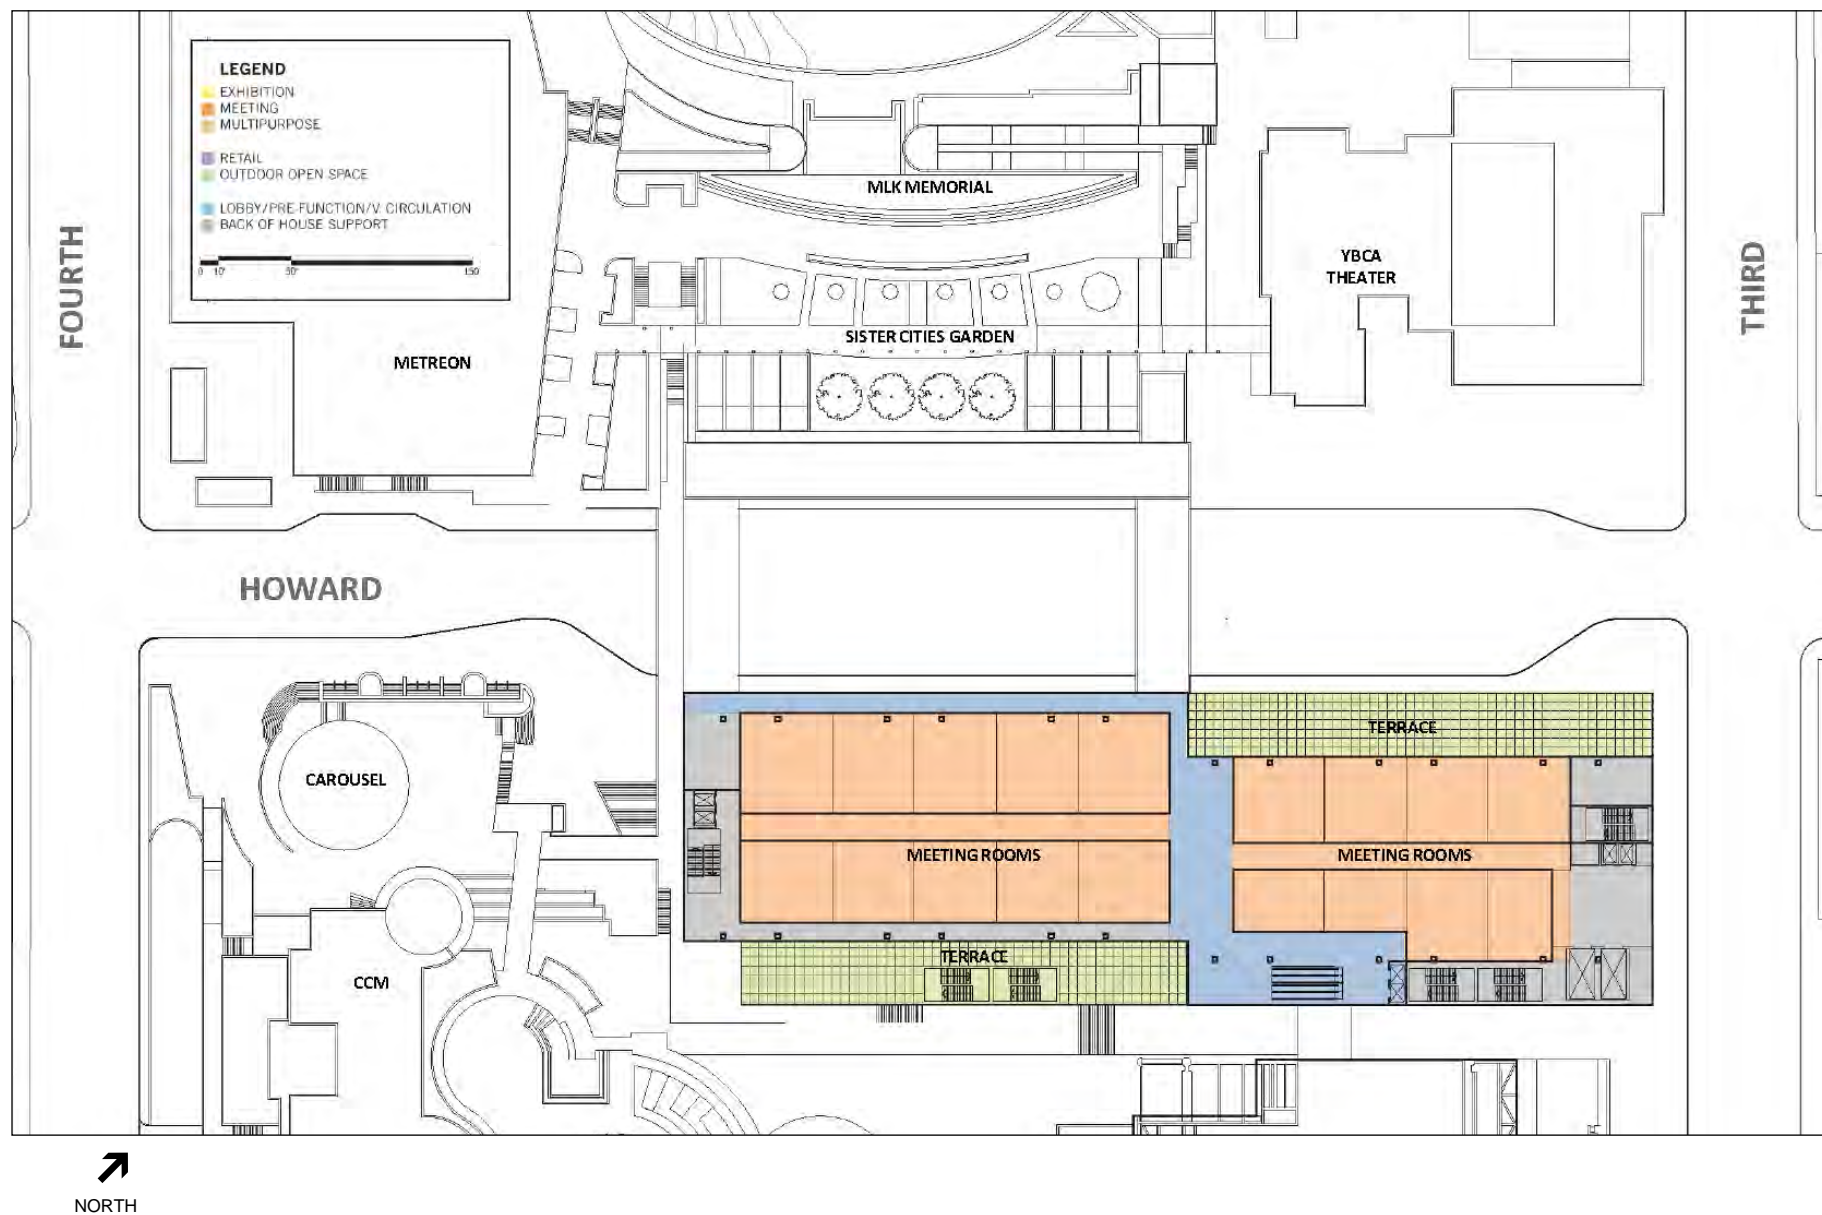 LEGEND
EXHIBITION
MEETING
MULTIPURPOSE
RETAIL
OUTDOOR OPEN SPACE
LOBBY/PRE-FUNCTION/V. CIRCULATION
BACK OF HOUSE SUPPORT
0 10' 50' 150
MLK MEMORIAL
FOURTH
YBCA
THEATER
THIRD
SISTER CITIES GARDEN
METREON
HOWARD
TERRACE
CAROUSEL
MEETING ROOMS
MEETING ROOMS
TERRACE
CCM
NORTH